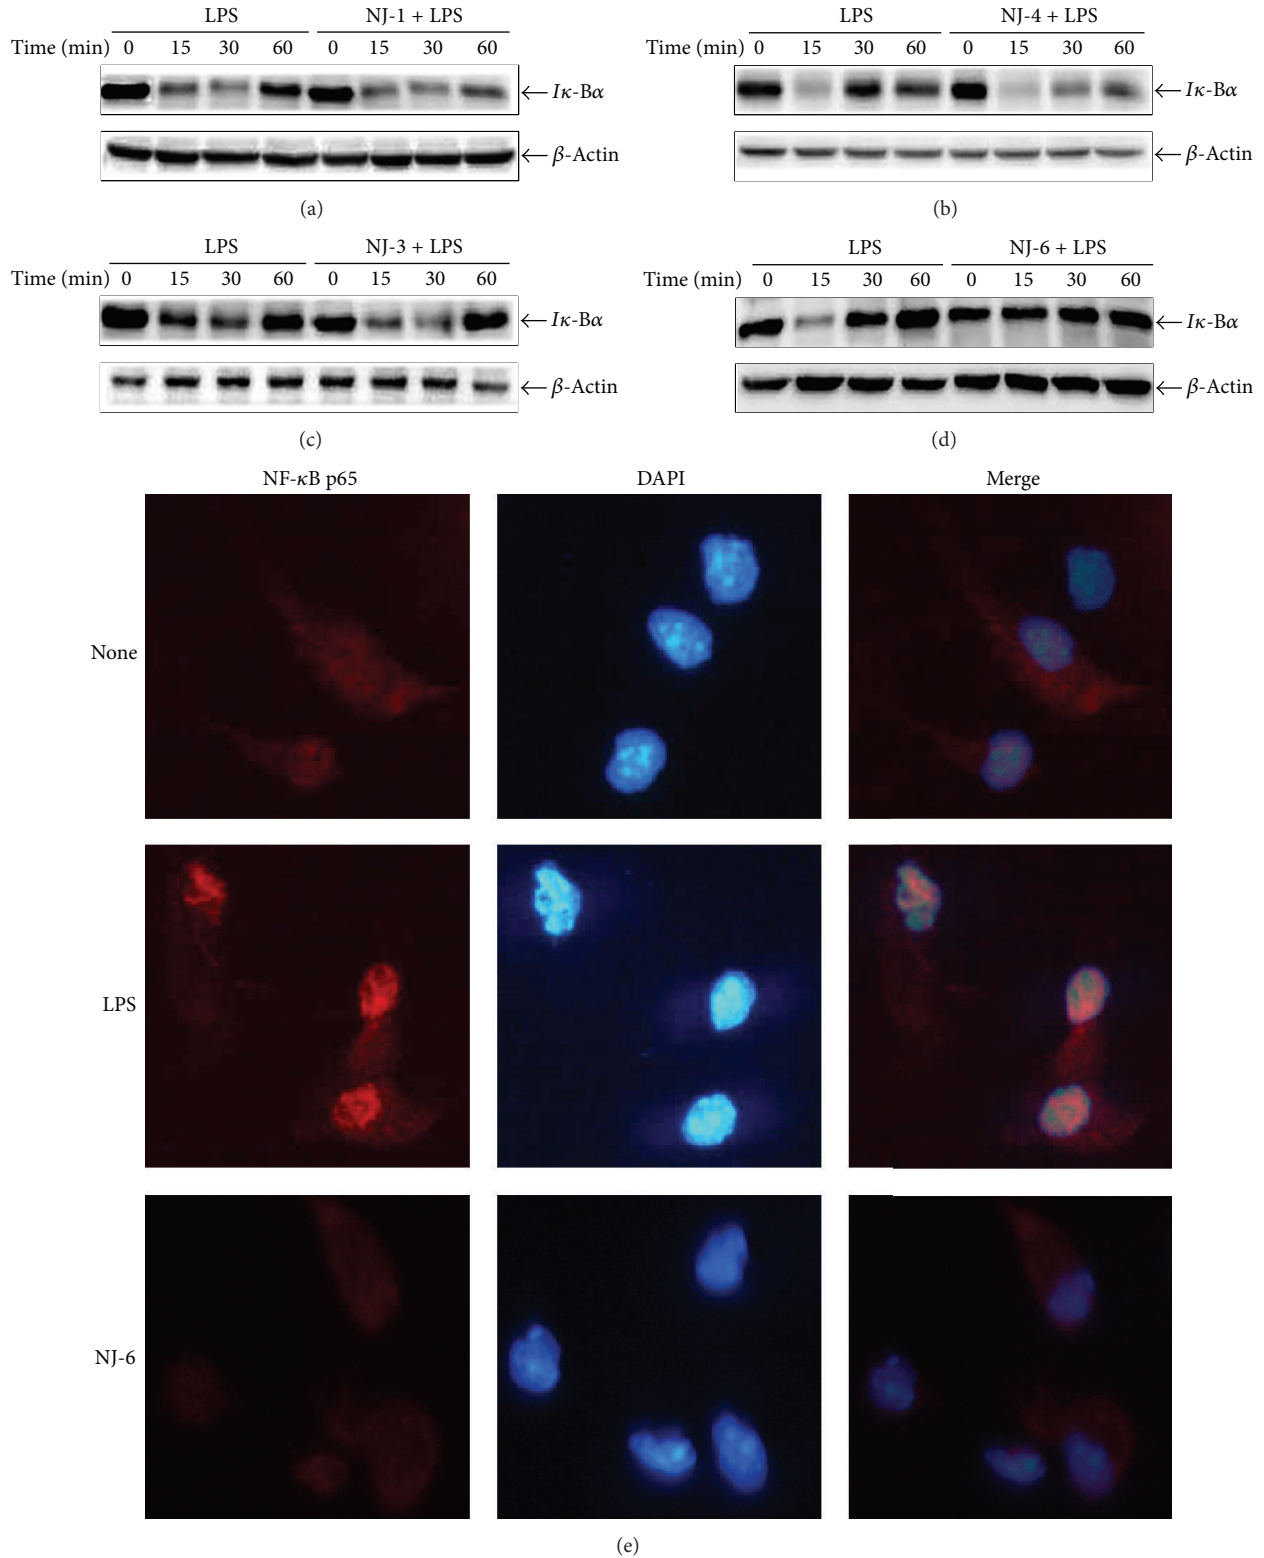 LPS NJ-1 + LPS
Time (min) 0 15 30 60 0 15 30 60
← Iκ-Bα
← β-Actin
(a)
LPS NJ-4 + LPS
Time (min) 0 15 30 60 0 15 30 60
← Iκ-Bα
← β-Actin
(b)
LPS NJ-3 + LPS
Time (min) 0 15 30 60 0 15 30 60
← Iκ-Bα
← β-Actin
(c)
LPS NJ-6 + LPS
Time (min) 0 15 30 60 0 15 30 60
← Iκ-Bα
← β-Actin
(d)
NF-κB p65 DAPI Merge
None
LPS
NJ-6
(e)